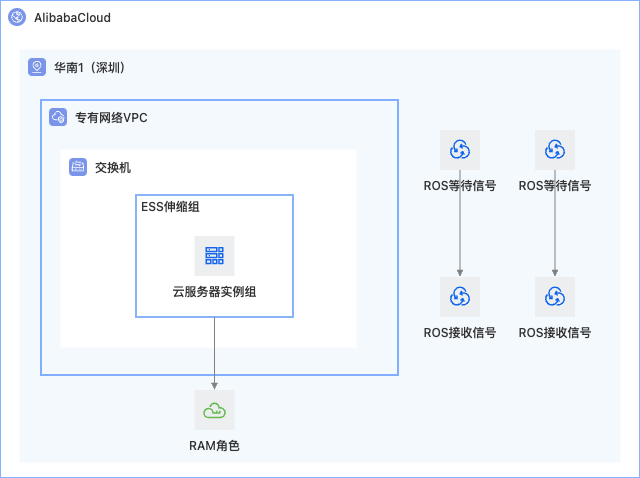 AlibabaCloud
华南1（深圳）
专有网络VPC
交换机
ESS伸缩组
云服务器实例组
RAM角色
ROS等待信号
ROS等待信号
ROS接收信号
ROS接收信号